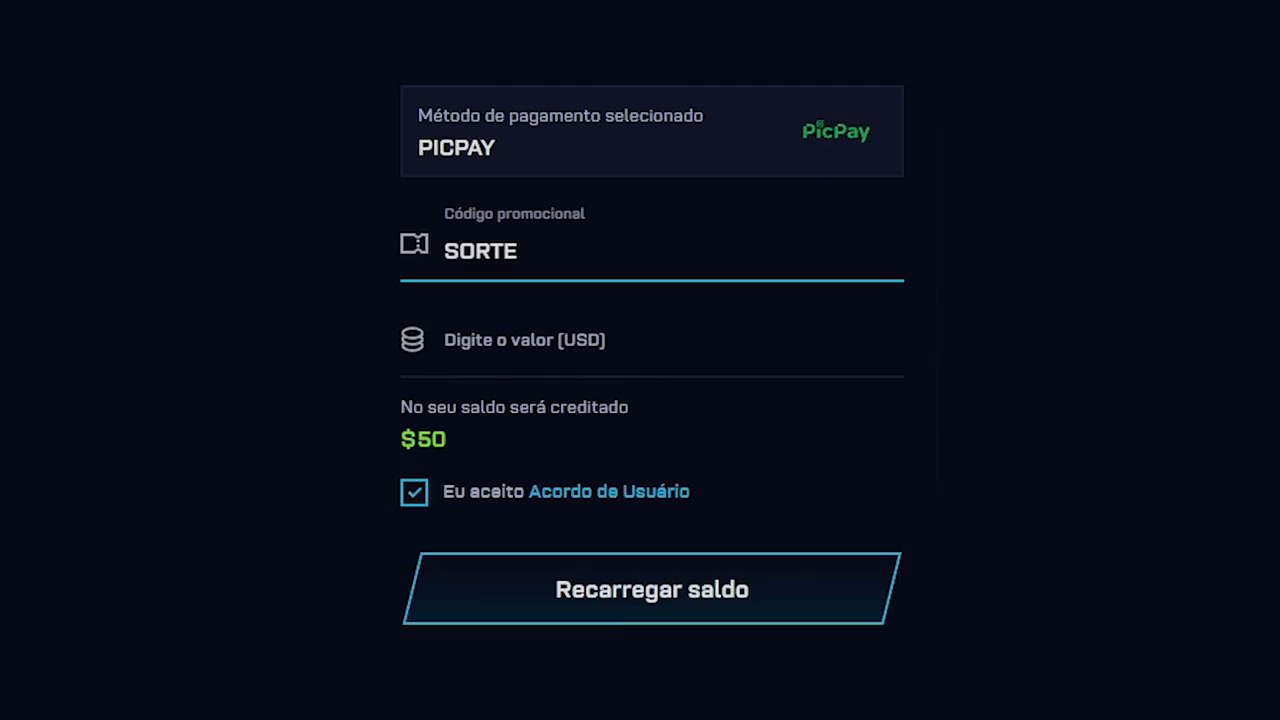 Método de pagamento selecionado
PICPAY
PicPay
Código promocional
SORTE
Digite o valor (USD)
No seu saldo será creditado
$50
Eu aceito Acordo de Usuário
Recarregar saldo